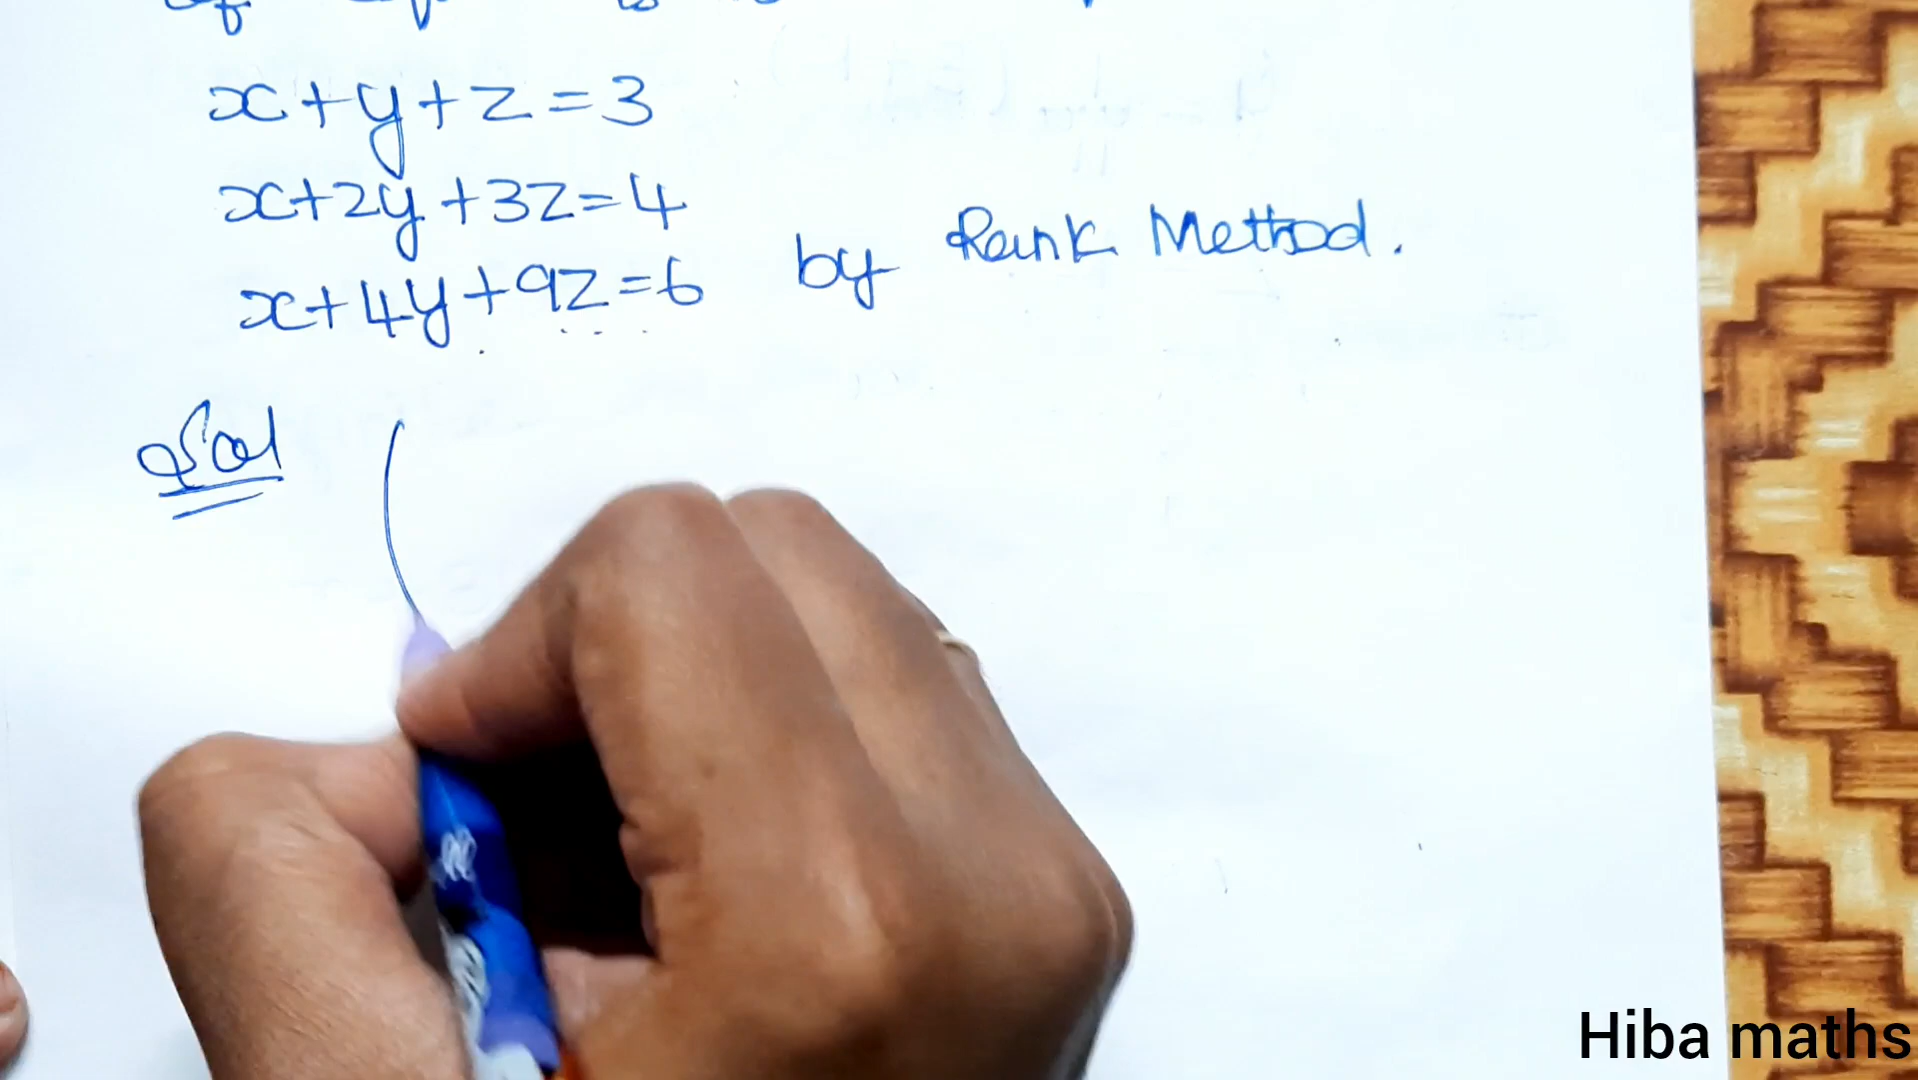 x+y+z=3
x+2y+3z=4
x+4y+9z=6 by Rank Method.
Sol
Hiba maths